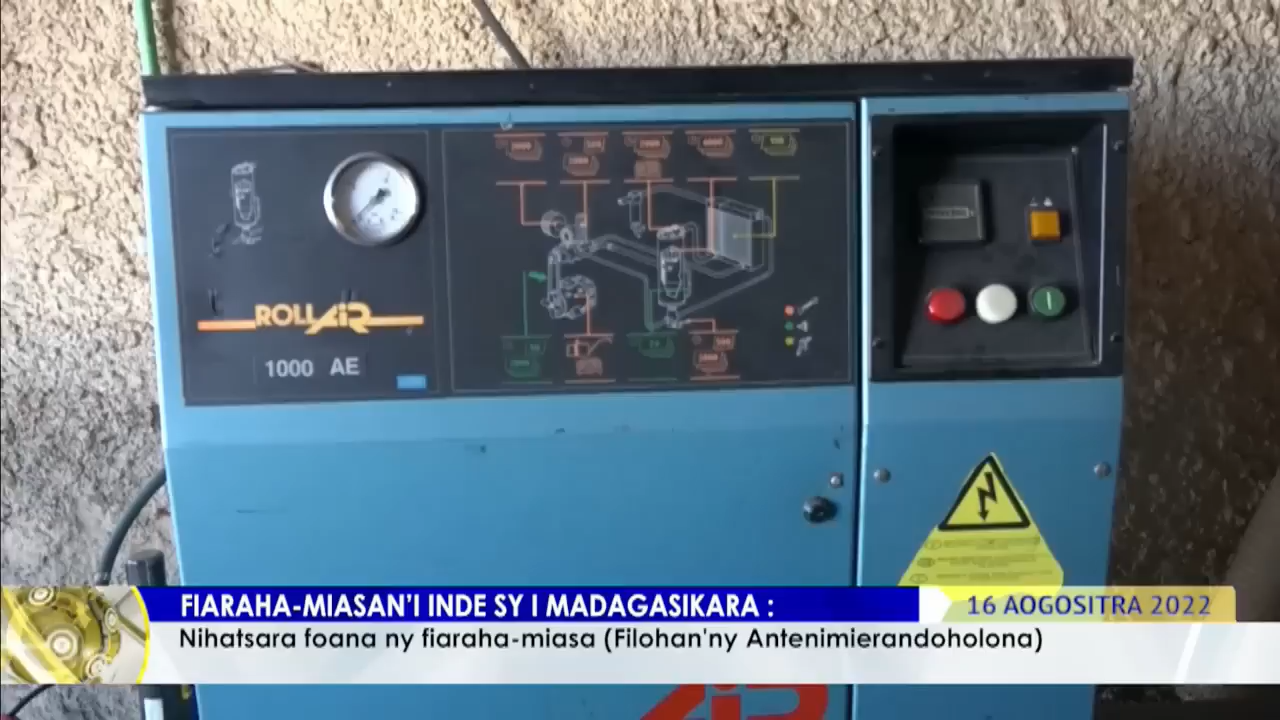 ROLLAIR
1000 AE
AIR
FIARAHA-MIASAN'I INDE SY I MADAGASIKARA :
16 AOGOSITRA 2022
Nihatsara foana ny fiaraha-miasa (Filohan'ny Antenimierandoholona)